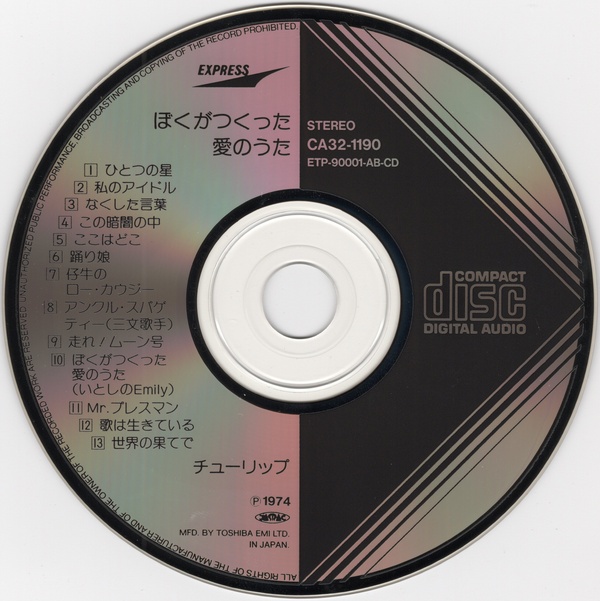 EXPRESS
ぼくがつくった
愛のうた
1 ひとつの星
2 私のアイドル
3 なくした言葉
4 この暗闇の中
5 ここはどこ
6 踊り娘
7 仔牛の
ロー・カウジー
8 アンクル・スパゲ
ティー(三文歌手)
9 走れ!ムーン号
10 ぼくがつくった
愛のうた
(いとしのEmily)
11 Mr.プレスマン
12 歌は生きている
13 世界の果てで
チューリップ
Ⓟ1974
MFD. BY TOSHIBA EMI LTD.
IN JAPAN.
STEREO
CA32-1190
ETP-90001-AB-CD
COMPACT
disc
DIGITAL AUDIO
ALL RIGHTS OF THE MANUFACTURER AND OF THE OWNER OF THE RECORDED WORK ARE RESERVED. UNAUTHORIZED PUBLIC PERFORMANCE, BROADCASTING AND COPYING OF THE RECORD PROHIBITED.